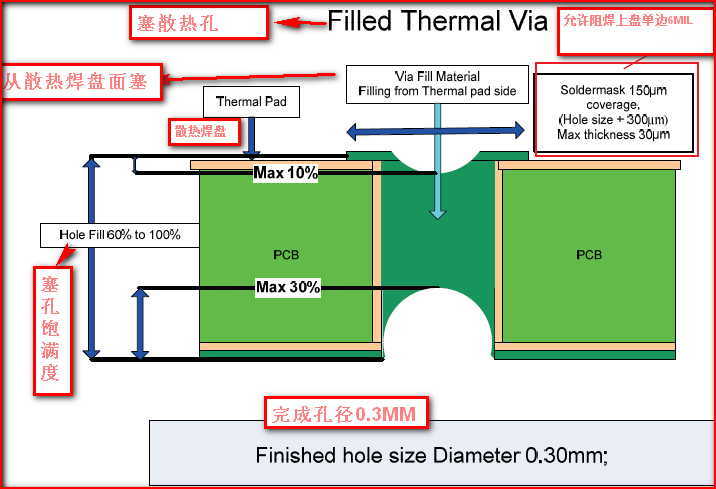 塞散热孔
Filled Thermal Via
允许阻焊上盘单边6MIL
从散热焊盘面塞
Via Fill Material
Filling from Thermal pad side
Thermal Pad
Soldermask 150µm
coverage,
(Hole size + 300µm)
Max thickness 30µm
散热焊盘
Max 10%
Hole Fill 60% to 100%
PCB
PCB
塞
孔
饱
满
度
Max 30%
完成孔径0.3MM
Finished hole size Diameter 0.30mm;